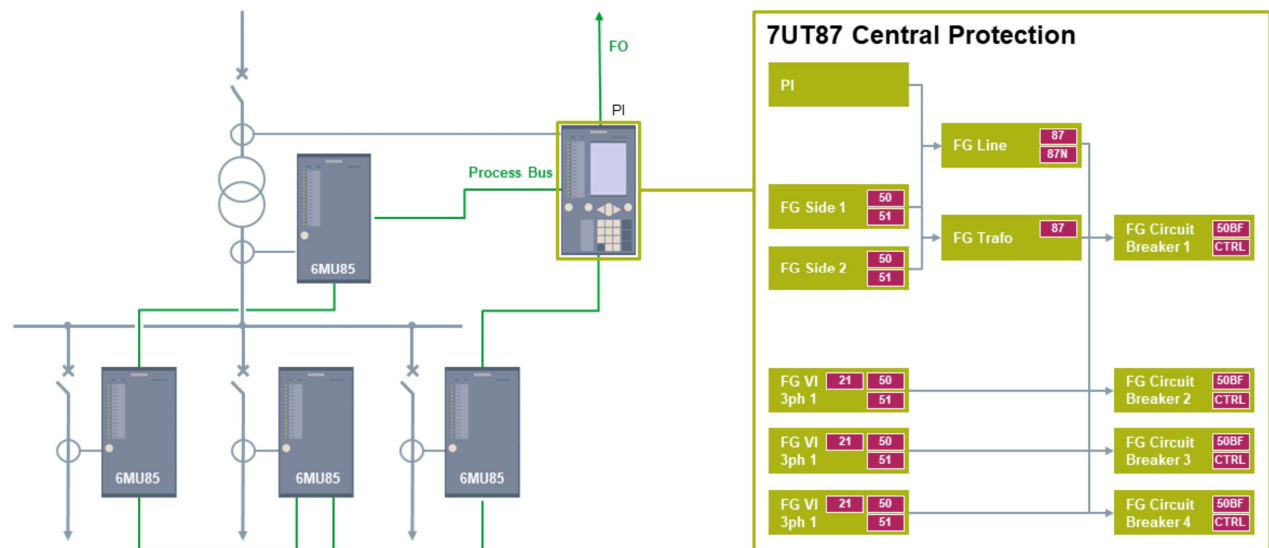 FO
PI
Process Bus
6MU85
6MU85
6MU85
6MU85
7UT87 Central Protection
PI
FG Line
87
87N
FG Side 1
50
51
FG Trafo
87
FG Circuit
Breaker 1
50BF
CTRL
FG Side 2
50
51
FG VI
3ph 1
21
50
51
FG Circuit
Breaker 2
50BF
CTRL
FG VI
3ph 1
21
50
51
FG Circuit
Breaker 3
50BF
CTRL
FG VI
3ph 1
21
50
51
FG Circuit
Breaker 4
50BF
CTRL